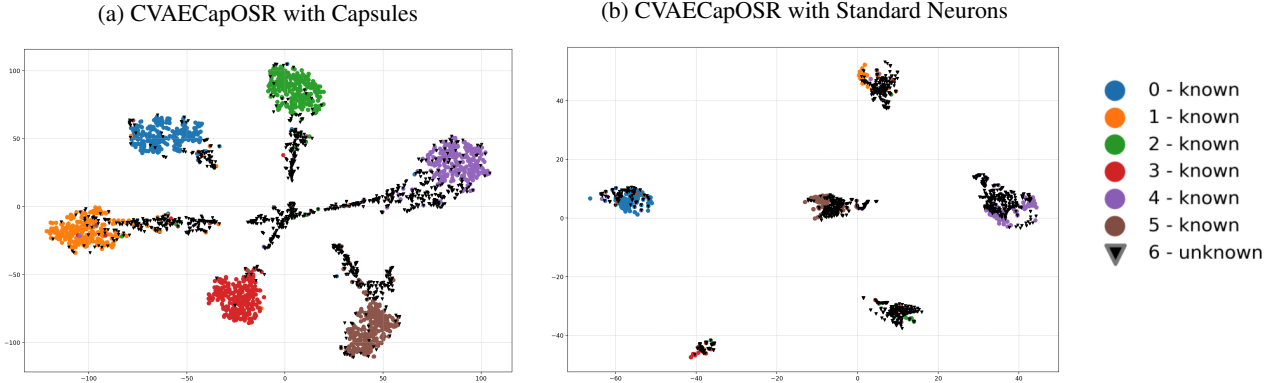 (a) CVAECapOSR with Capsules
(b) CVAECapOSR with Standard Neurons
100
50
0
−50
−100
−100
−50
0
50
100
40
20
0
−20
−40
−60
−40
−20
0
20
40
0 - known
1 - known
2 - known
3 - known
4 - known
5 - known
6 - unknown